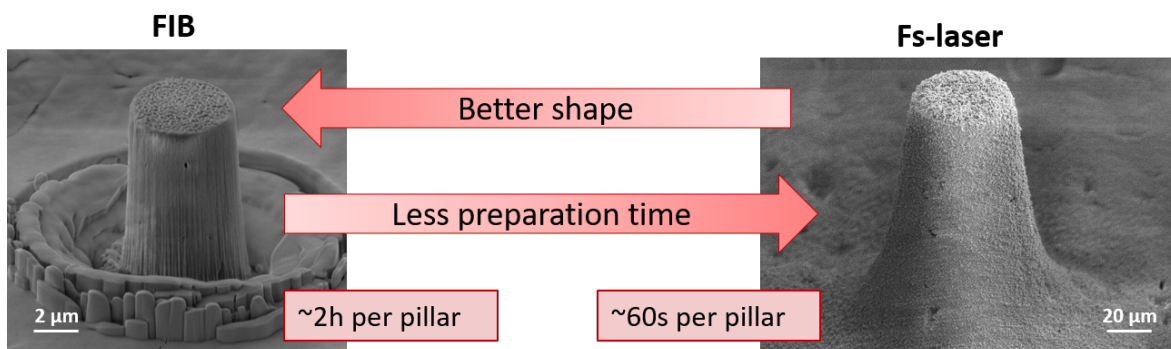 FIB
Fs-laser
Better shape
Less preparation time
~2h per pillar
~60s per pillar
2 µm
20 µm